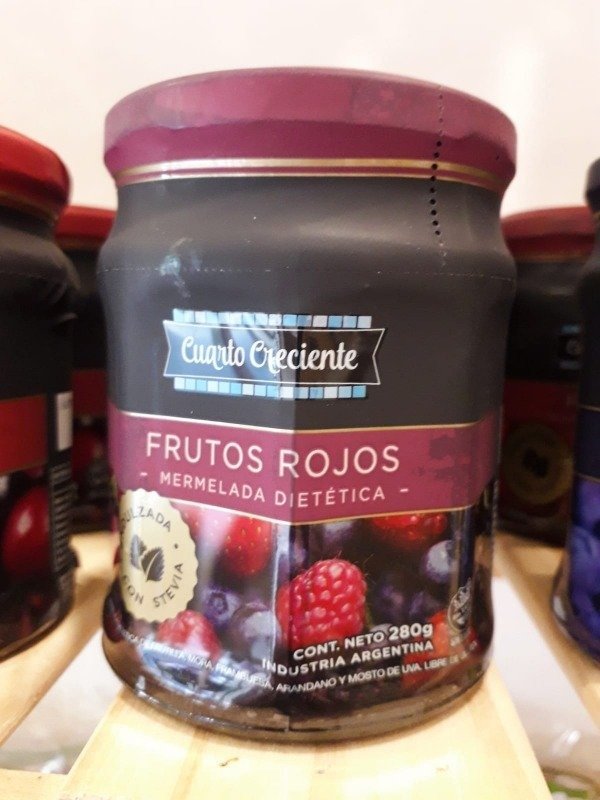 Cuarto Creciente
FRUTOS ROJOS
- MERMELADA DIETÉTICA -
CON STEVIA
CONT. NETO 280g
INDUSTRIA ARGENTINA
MORA, FRAMBUESA, ARANDANO Y MOSTO DE UVA. LIBRE DE